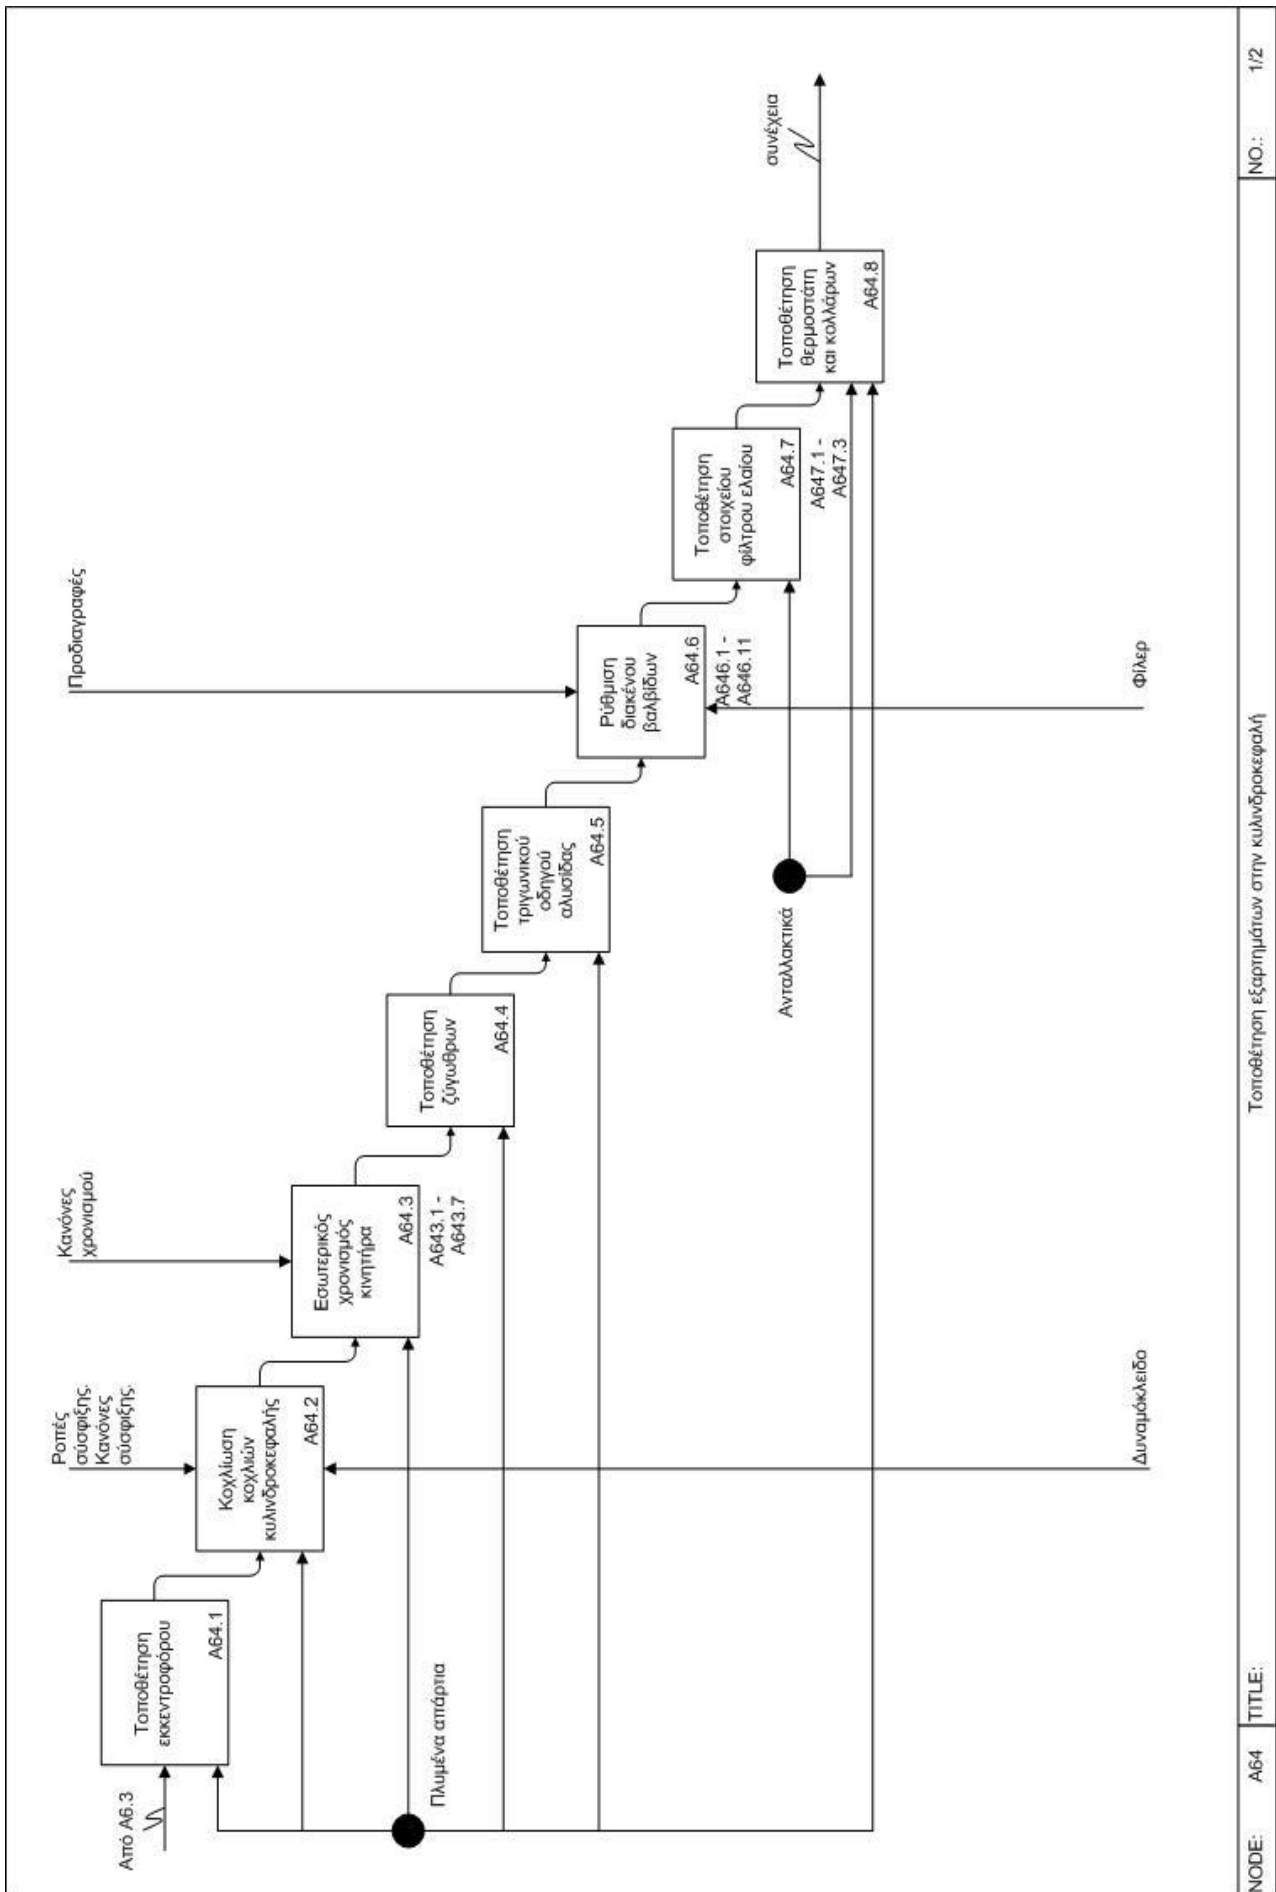 Από A6.3
Τοποθέτηση
εκκεντροφόρου
A64.1
Ροπές
σύσφιξης.
Κανόνες
σύσφιξης.
Κοχλίωση
κοχλιών
κυλινδροκεφαλής
A64.2
Κανόνες
χρονισμού
Εσωτερικός
χρονισμός
κινητήρα
A64.3
A643.1 -
A643.7
Τοποθέτηση
ζύγωθρων
A64.4
Τοποθέτηση
τριγωνικού
οδηγού
αλυσίδας
A64.5
Προδιαγραφές
Ρύθμιση
διακένου
βαλβίδων
A64.6
A646.1 -
A646.11
Τοποθέτηση
στοιχείου
φίλτρου ελαίου
A64.7
A647.1 -
A647.3
Τοποθέτηση
θερμοστάτη
και κολλάρων
A64.8
συνέχεια
Πλυμένα απάρτια
Ανταλλακτικά
Δυναμόκλειδο
Φίλερ
NODE: A64
TITLE: Τοποθέτηση εξαρτημάτων στην κυλινδροκεφαλή
NO.: 1/2